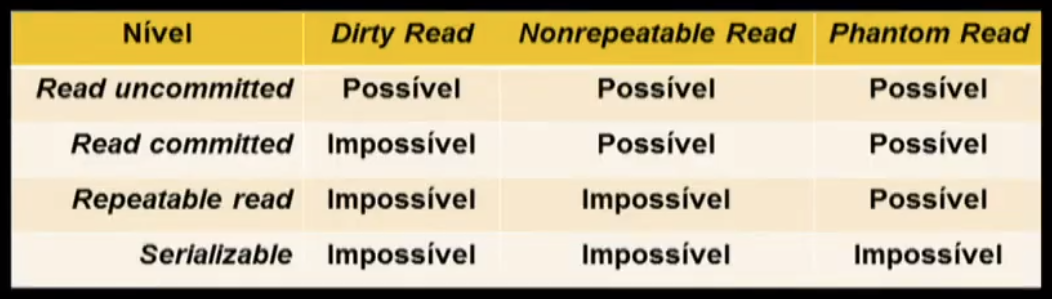 Nível Dirty Read Nonrepeatable Read Phantom Read
Read uncommitted Possível Possível Possível
Read committed Impossível Possível Possível
Repeatable read Impossível Impossível Possível
Serializable Impossível Impossível Impossível